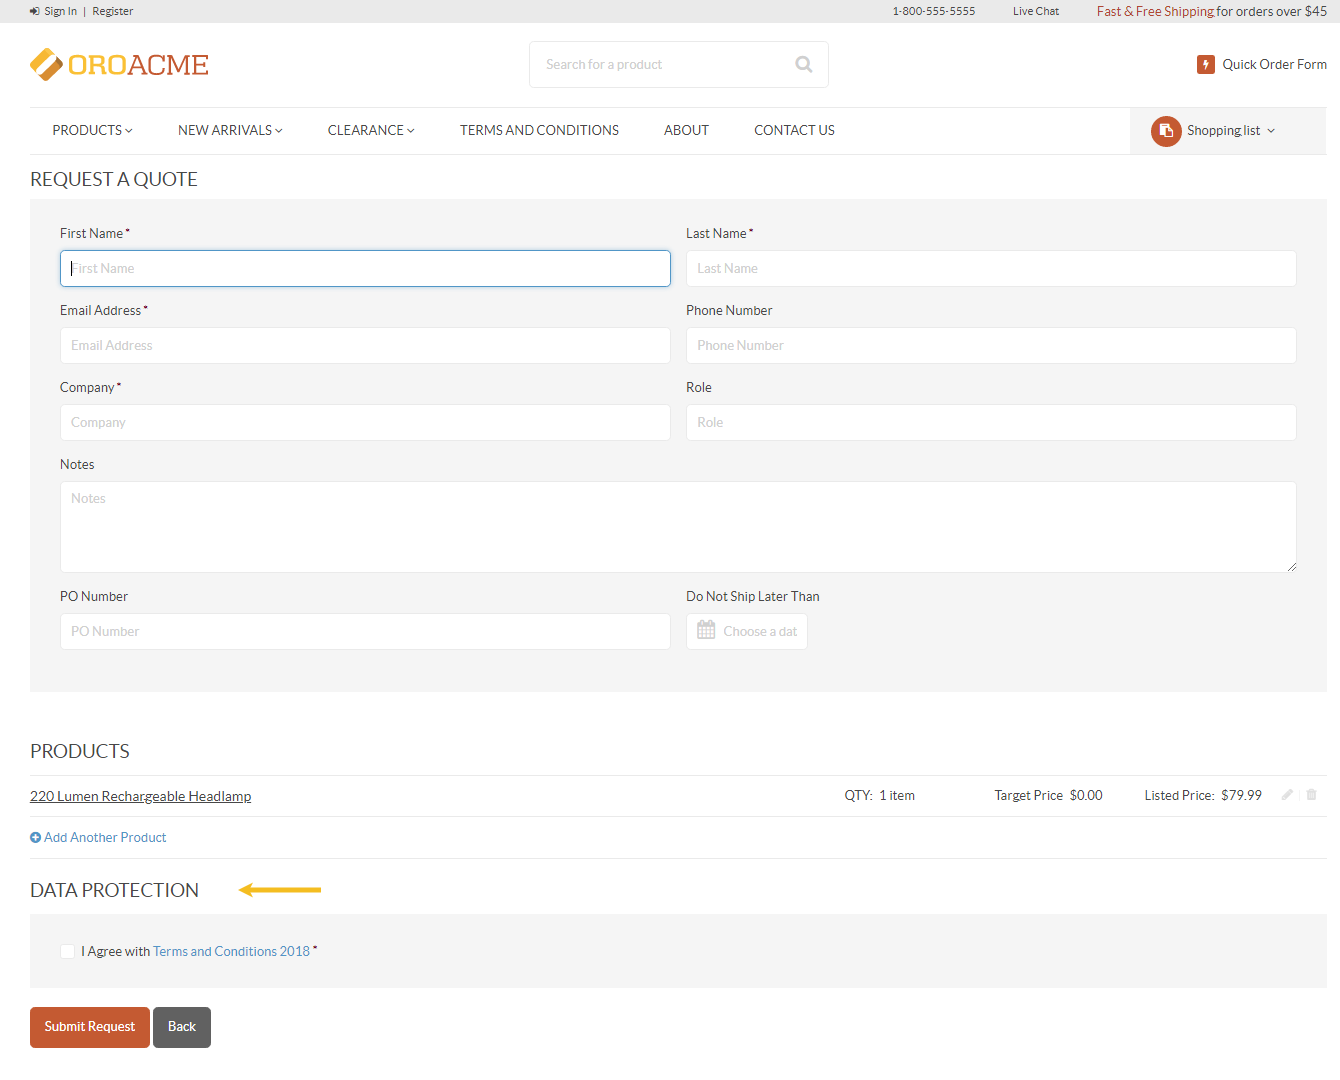 Sign In | Register 1-800-555-5555 Live Chat Fast & Free Shipping for orders over $45
OROACME Search for a product Quick Order Form
PRODUCTS NEW ARRIVALS CLEARANCE TERMS AND CONDITIONS ABOUT CONTACT US Shopping list
REQUEST A QUOTE
First Name * Last Name *
First Name Last Name
Email Address * Phone Number
Email Address Phone Number
Company * Role
Company Role
Notes
Notes
PO Number Do Not Ship Later Than
PO Number Choose a dat
PRODUCTS
220 Lumen Rechargeable Headlamp QTY: 1 item Target Price $0.00 Listed Price: $79.99
Add Another Product
DATA PROTECTION
I Agree with Terms and Conditions 2018 *
Submit Request Back